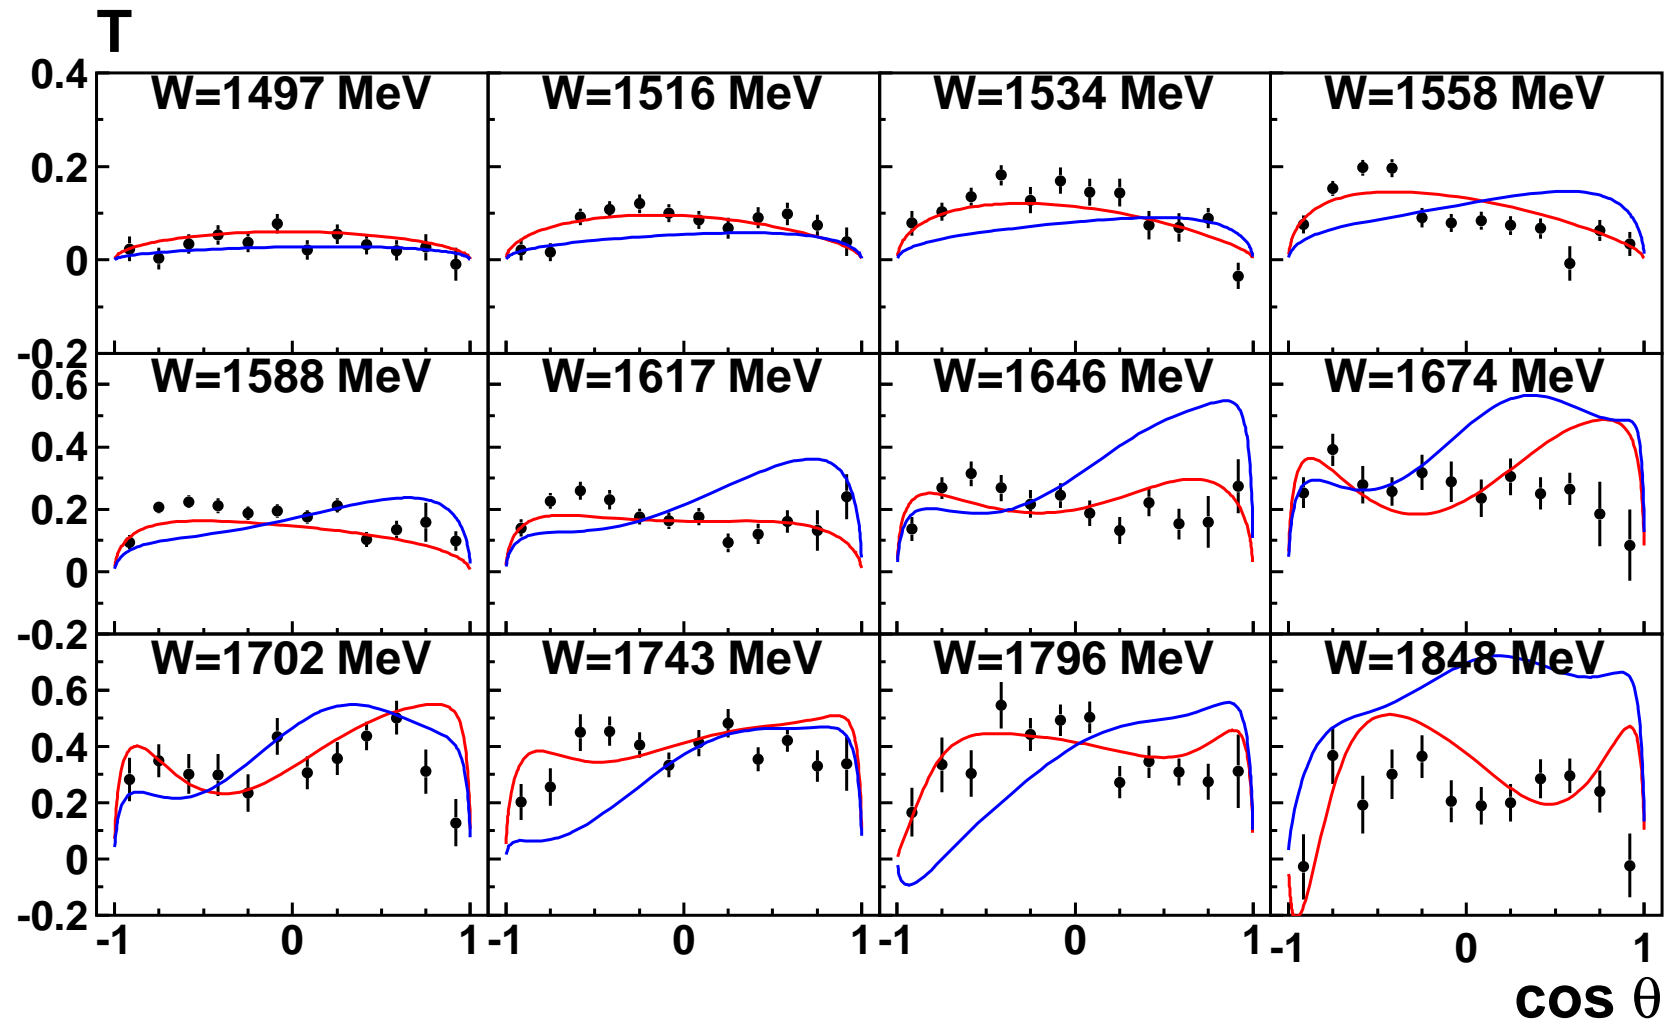 T
0.4 W=1497 MeV W=1516 MeV W=1534 MeV W=1558 MeV
0.2
0
-0.2
0.6 W=1588 MeV W=1617 MeV W=1646 MeV W=1674 MeV
0.4
0.2
0
-0.2
W=1702 MeV W=1743 MeV W=1796 MeV W=1848 MeV
0.6
0.4
0.2
0
-0.2
-1 0 1 -1 0 1 -1 0 1 -1 0 1
cos θ